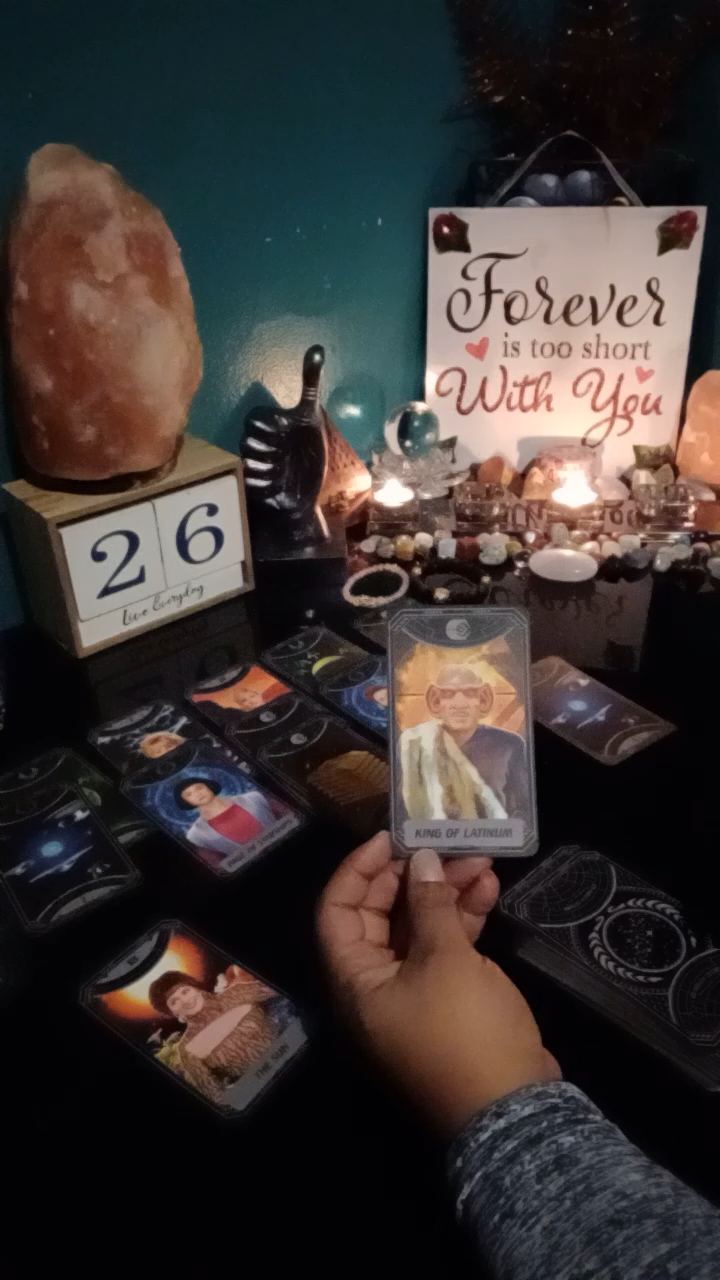 Forever
is too short
With You
26
Live Everyday
KING OF LATINUM
THE SUN